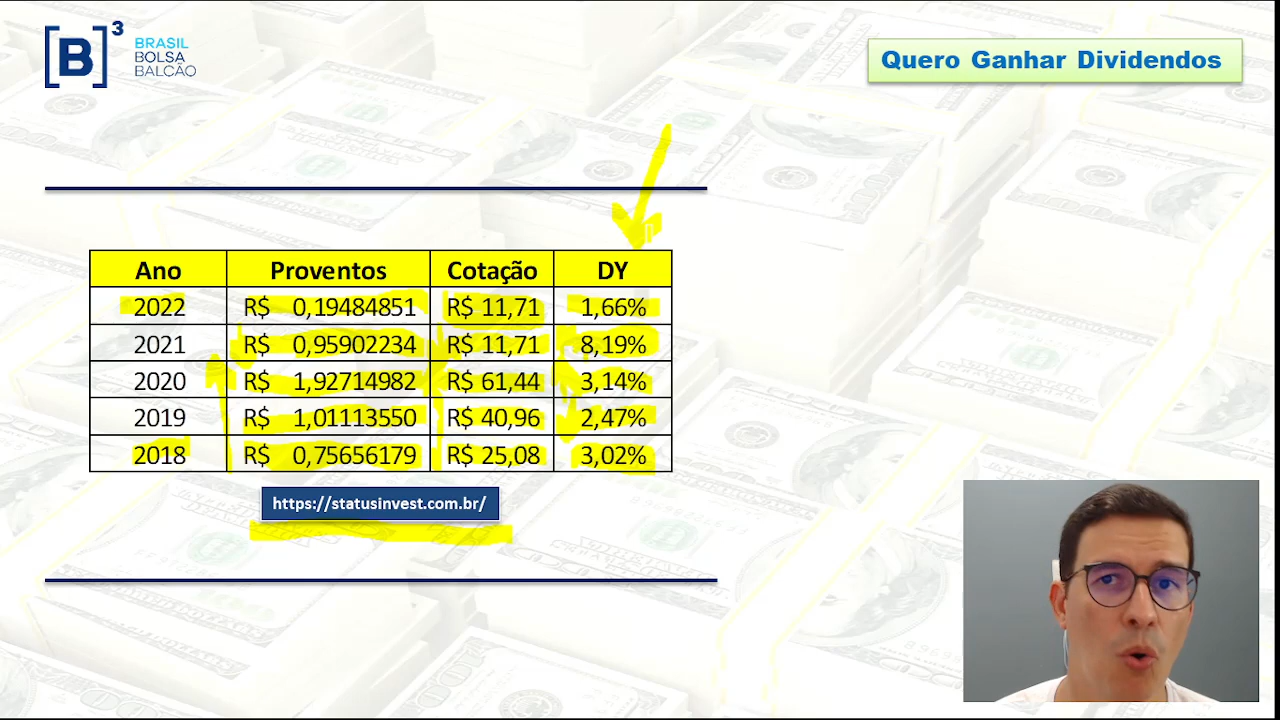 [B]³ BRASIL
BOLSA
BALCÃO
Quero Ganhar Dividendos
Ano Proventos Cotação DY
2022 R$ 0,19484851 R$ 11,71 1,66%
2021 R$ 0,95902234 R$ 11,71 8,19%
2020 R$ 1,92714982 R$ 61,44 3,14%
2019 R$ 1,01113550 R$ 40,96 2,47%
2018 R$ 0,75656179 R$ 25,08 3,02%
https://statusinvest.com.br/